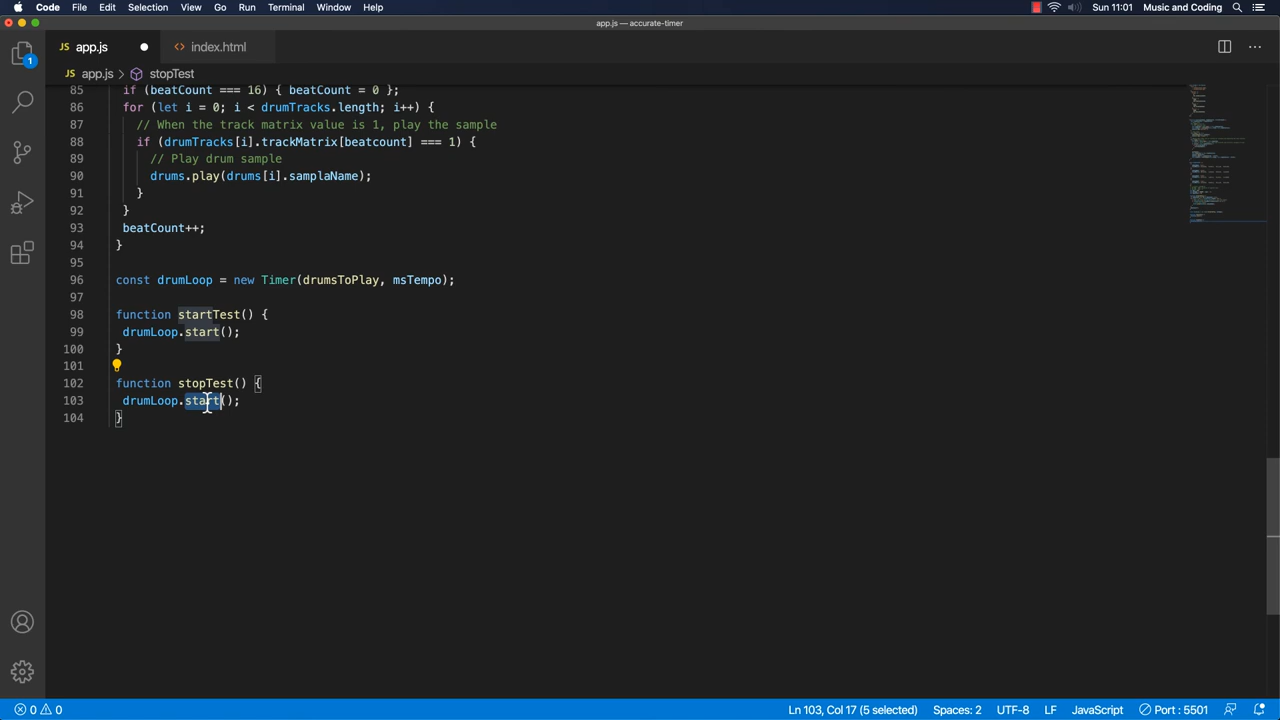 Code File Edit Selection View Go Run Terminal Window Help Sun 11:01 Music and Coding
app.js — accurate-timer
JS app.js <> index.html
JS app.js > stopTest
1
85 if (beatCount === 16) { beatCount = 0 };
86 for (let i = 0; i < drumTracks.length; i++) {
87 // When the track matrix value is 1, play the sample
88 if (drumTracks[i].trackMatrix[beatcount] === 1) {
89 // Play drum sample
90 drums.play(drums[i].samplaName);
91 }
92 }
93 beatCount++;
94 }
95
96 const drumLoop = new Timer(drumsToPlay, msTempo);
97
98 function startTest() {
99 drumLoop.start();
100 }
101
102 function stopTest() {
103 drumLoop.start();
104 }
0 0 Ln 103, Col 17 (5 selected) Spaces: 2 UTF-8 LF JavaScript Port : 5501